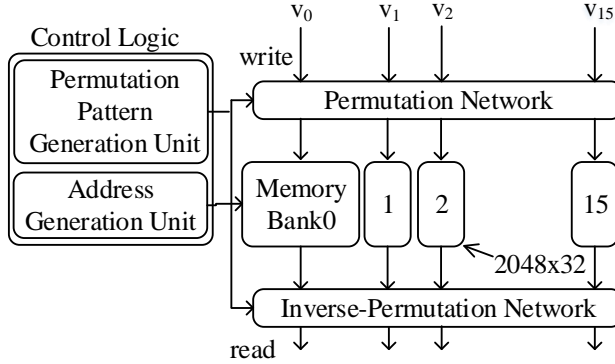 v0 v1 v2 v15
Control Logic
write
Permutation
Pattern
Generation Unit
Permutation Network
Address
Generation Unit
Memory
Bank0
1
2
15
2048x32
Inverse-Permutation Network
read